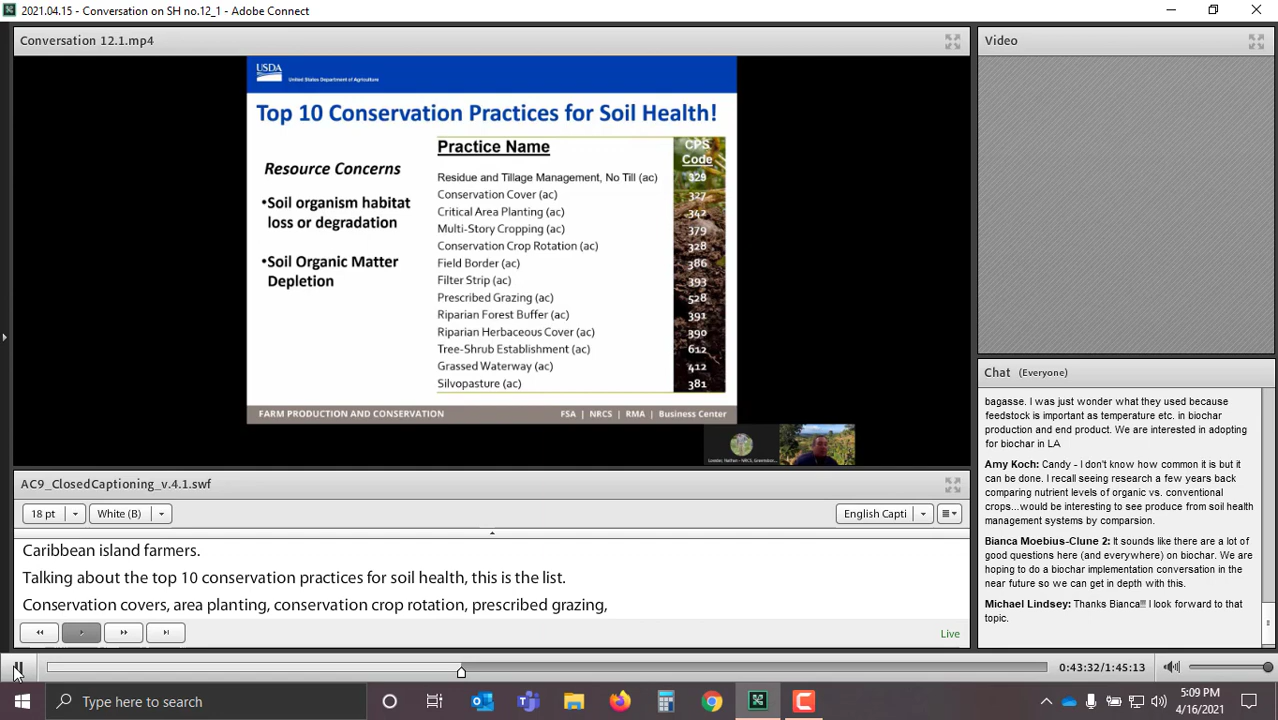 2021.04.15 - Conversation on SH no.12_1 - Adobe Connect
Conversation 12.1.mp4
USDA
United States Department of Agriculture
Top 10 Conservation Practices for Soil Health!
Resource Concerns
•Soil organism habitat
loss or degradation
•Soil Organic Matter
Depletion
Practice Name CPS Code
Residue and Tillage Management, No Till (ac) 329
Conservation Cover (ac) 327
Critical Area Planting (ac) 342
Multi-Story Cropping (ac) 379
Conservation Crop Rotation (ac) 328
Field Border (ac) 386
Filter Strip (ac) 393
Prescribed Grazing (ac) 528
Riparian Forest Buffer (ac) 391
Riparian Herbaceous Cover (ac) 390
Tree-Shrub Establishment (ac) 612
Grassed Waterway (ac) 412
Silvopasture (ac) 381
FARM PRODUCTION AND CONSERVATION FSA | NRCS | RMA | Business Center
AC9_ClosedCaptioning_v.4.1.swf
18 pt White (B) English Capti
Caribbean island farmers.
Talking about the top 10 conservation practices for soil health, this is the list.
Conservation covers, area planting, conservation crop rotation, prescribed grazing,
Live
Video
Chat (Everyone)
bagasse. I was just wonder what they used because
feedstock is important as temperature etc. in biochar
production and end product. We are interested in adopting
for biochar in LA
Amy Koch: Candy - I don't know how common it is but it
can be done. I recall seeing research a few years back
comparing nutrient levels of organic vs. conventional
crops...would be interesting to see produce from soil health
management systems by comparsion.
Bianca Moebius-Clune 2: It sounds like there are a lot of
good questions here (and everywhere) on biochar. We are
hoping to do a biochar implementation conversation in the
near future so we can get in depth with this.
Michael Lindsey: Thanks Bianca!!! I look forward to that
topic.
0:43:32/1:45:13
Type here to search
5:09 PM
4/16/2021